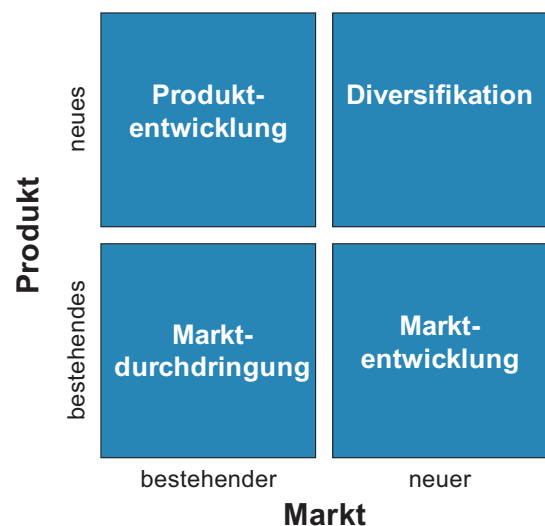 Produkt-
entwicklung
Diversifikation
neues
Produkt
bestehendes
Markt-
durchdringung
Markt-
entwicklung
bestehender
neuer
Markt